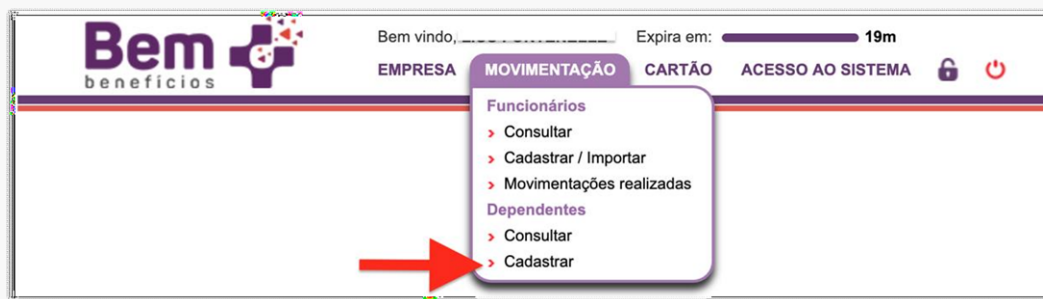 Bem
benefícios
Bem vindo,
Expira em: 19m
EMPRESA MOVIMENTAÇÃO CARTÃO ACESSO AO SISTEMA
Funcionários
Consultar
Cadastrar / Importar
Movimentações realizadas
Dependentes
Consultar
Cadastrar